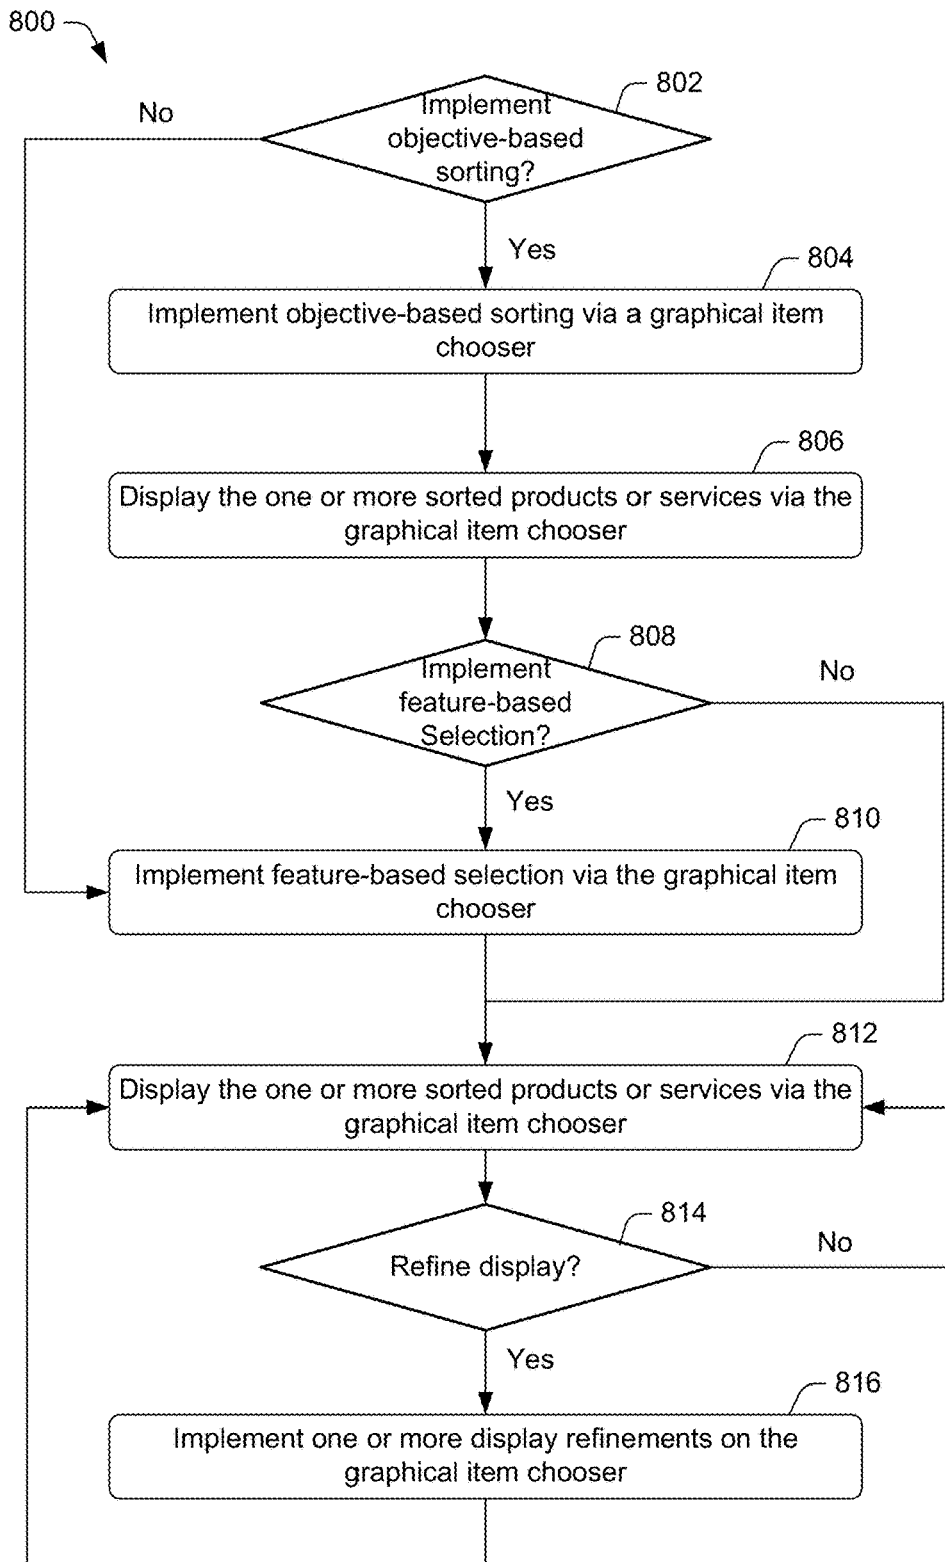 800
802
No
Implement
objective-based
sorting?
Yes
804
Implement objective-based sorting via a graphical item
chooser
806
Display the one or more sorted products or services via the
graphical item chooser
808
Implement
feature-based
Selection?
No
Yes
810
Implement feature-based selection via the graphical item
chooser
812
Display the one or more sorted products or services via the
graphical item chooser
814
Refine display?
No
Yes
816
Implement one or more display refinements on the
graphical item chooser